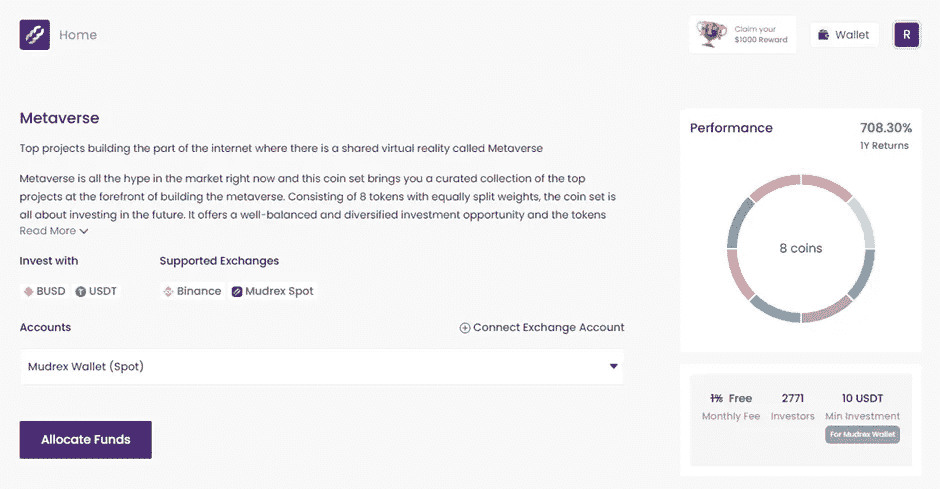 Home
Claim your
$1000 Reward
Wallet
R
Metaverse
Top projects building the part of the internet where there is a shared virtual reality called Metaverse
Metaverse is all the hype in the market right now and this coin set brings you a curated collection of the top
projects at the forefront of building the metaverse. Consisting of 8 tokens with equally split weights, the coin set is
all about investing in the future. It offers a well-balanced and diversified investment opportunity and the tokens
Read More
Invest with
Supported Exchanges
BUSD
USDT
Binance
Mudrex Spot
Accounts
Connect Exchange Account
Mudrex Wallet (Spot)
Allocate Funds
Performance
708.30%
1Y Returns
8 coins
1% Free
2771
10 USDT
Monthly Fee
Investors
Min Investment
For Mudrex Wallet